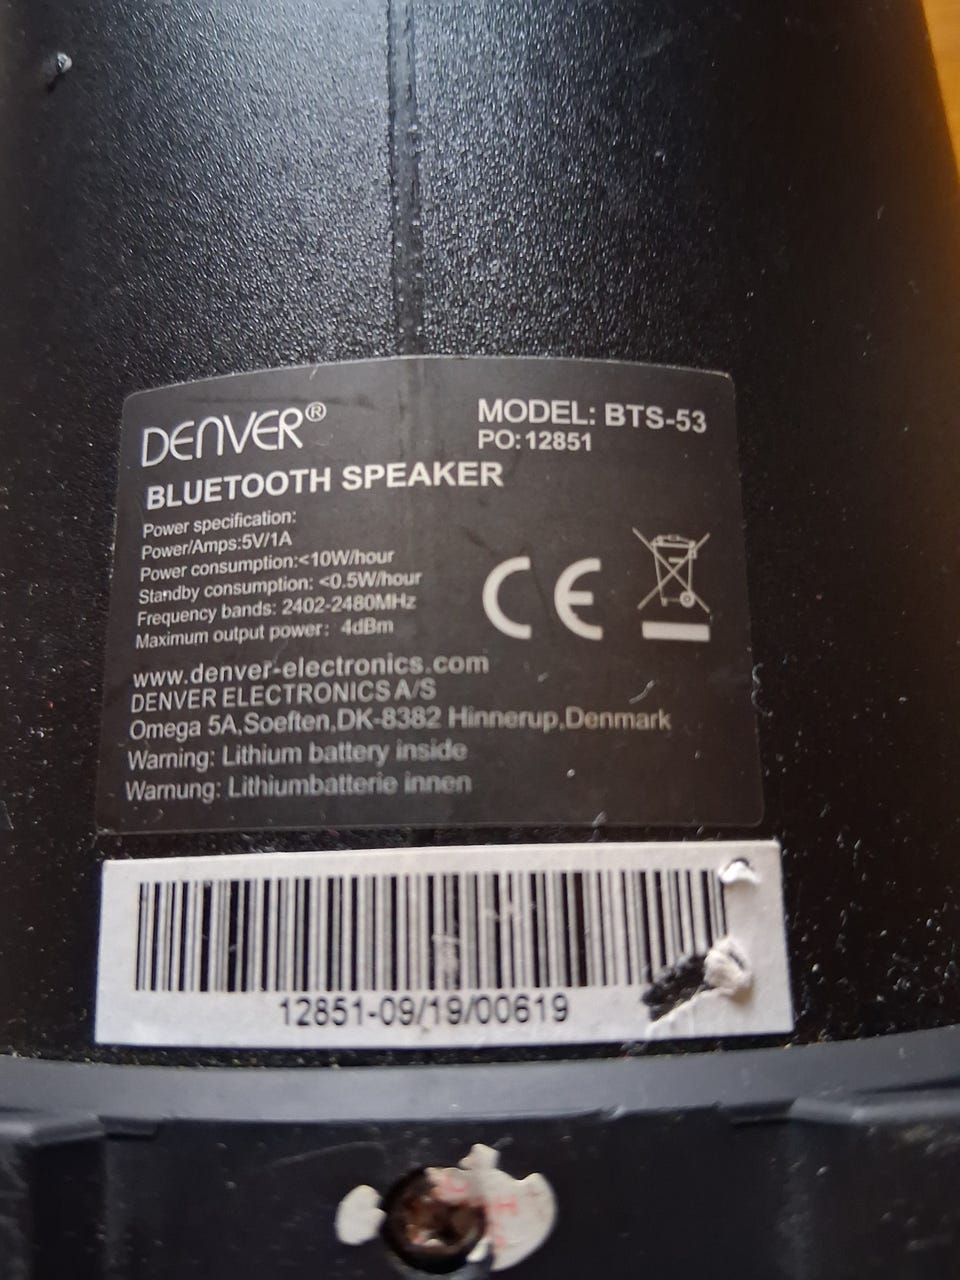 DENVER®
MODEL: BTS-53
PO:12851
BLUETOOTH SPEAKER
Power specification:
Power/Amps:5V/1A
Power consumption:<10W/hour
Standby consumption: <0.5W/hour
Frequency bands: 2402-2480MHz
Maximum output power: 4dBm
CE
www.denver-electronics.com
DENVER ELECTRONICS A/S
Omega 5A,Soeften,DK-8382 Hinnerup,Denmark
Warning: Lithium battery inside
Warnung: Lithiumbatterie innen
12851-09/19/00619